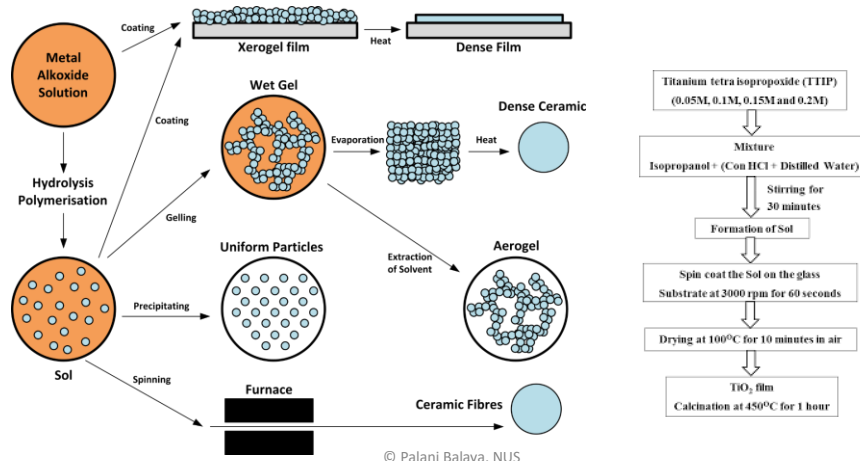 Coating
Xerogel film
Heat
Dense Film
Metal
Alkoxide
Solution
Coating
Wet Gel
Evaporation
Heat
Dense Ceramic
Hydrolysis
Polymerisation
Gelling
Uniform Particles
Extraction
of Solvent
Aerogel
Precipitating
Sol
Spinning
Furnace
Ceramic Fibres
© Palani Balaya, NUS
Titanium tetra isopropoxide (TTIP)
(0.05M, 0.1M, 0.15M and 0.2M)
Mixture
Isopropanol + (Con HCl + Distilled Water)
Stirring for
30 minutes
Formation of Sol
Spin coat the Sol on the glass
Substrate at 3000 rpm for 60 seconds
Drying at 100⁰C for 10 minutes in air
TiO₂ film
Calcination at 450⁰C for 1 hour